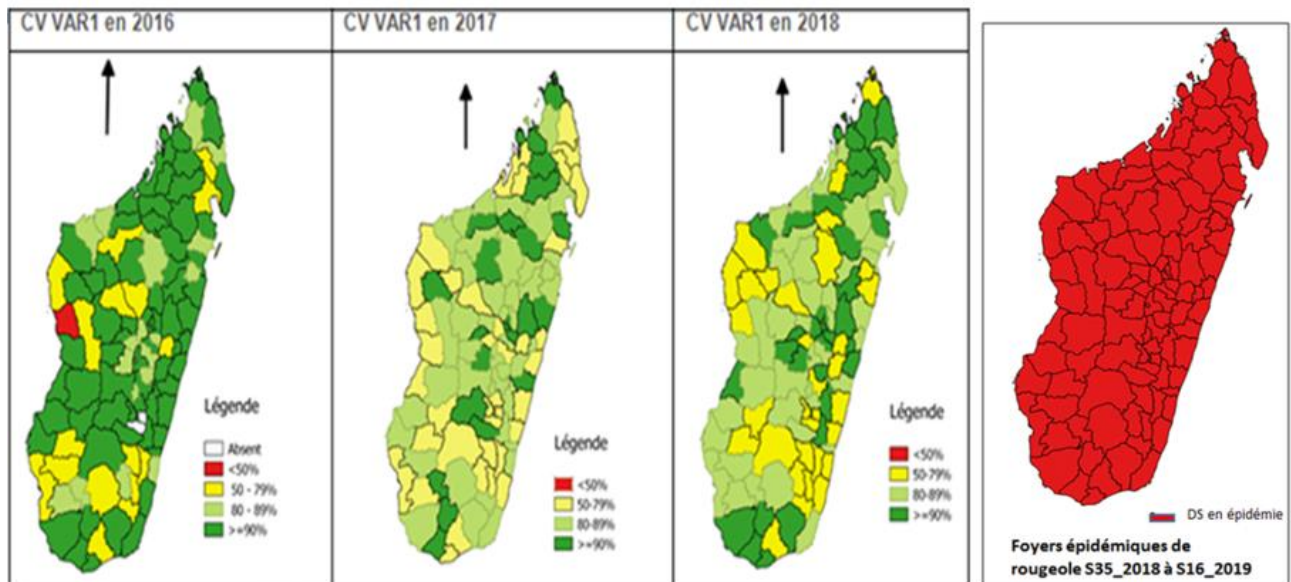 CV VAR1 en 2016
CV VAR1 en 2017
CV VAR1 en 2018
Légende
Absent
<50%
50 - 79%
80 - 89%
>=90%
Légende
<50%
50-79%
80-89%
>=90%
Légende
<50%
50-79%
80-89%
>=90%
DS en épidémie
Foyers épidémiques de
rougeole S35_2018 à S16_2019